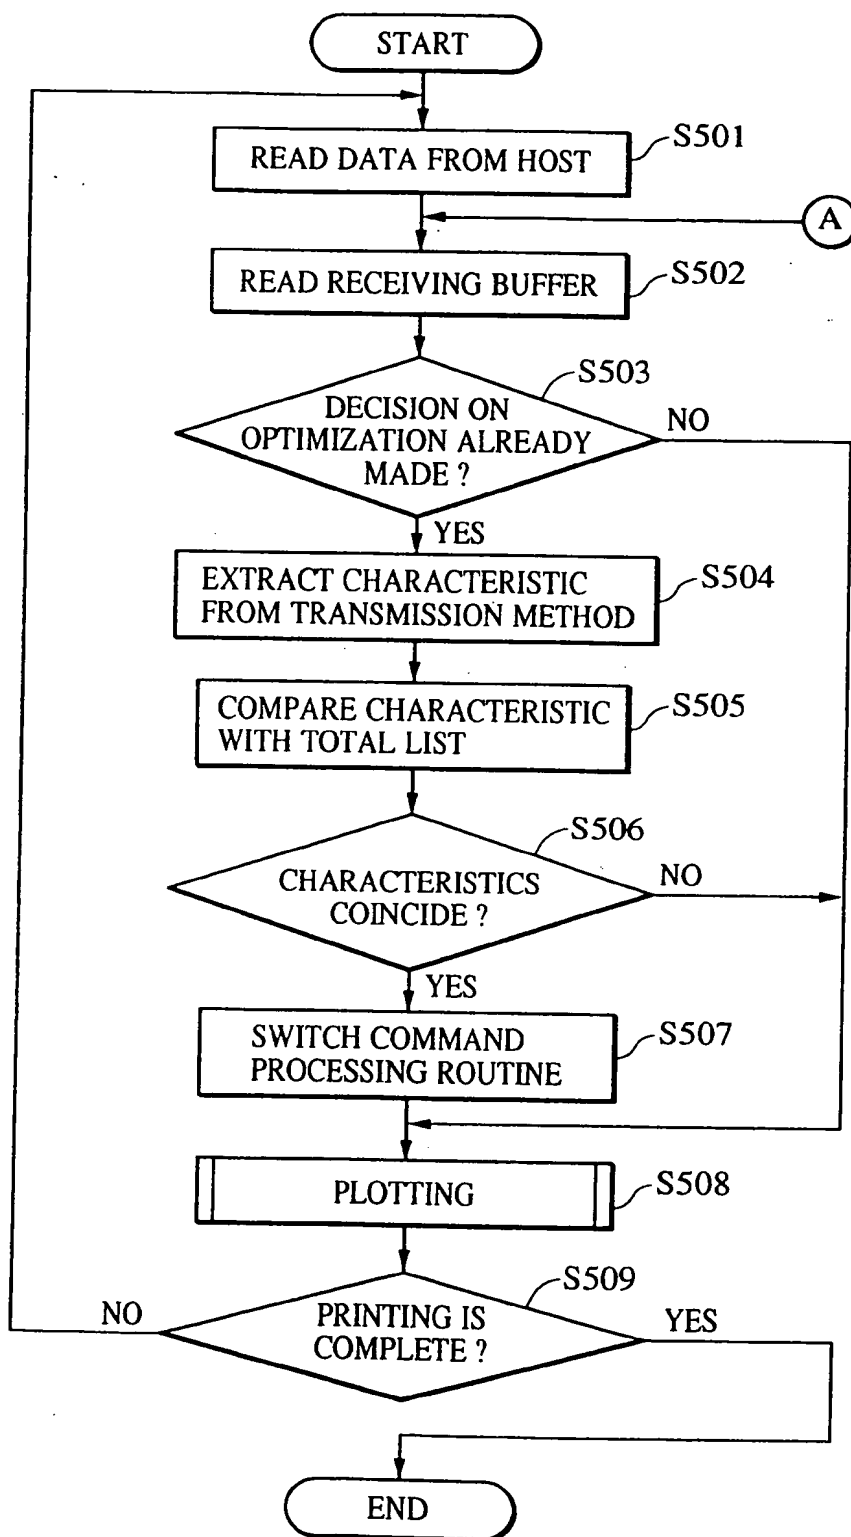 START
READ DATA FROM HOST
S501
A
READ RECEIVING BUFFER
S502
S503
DECISION ON
OPTIMIZATION ALREADY
MADE ?
NO
YES
EXTRACT CHARACTERISTIC
FROM TRANSMISSION METHOD
S504
COMPARE CHARACTERISTIC
WITH TOTAL LIST
S505
S506
CHARACTERISTICS
COINCIDE ?
NO
YES
SWITCH COMMAND
PROCESSING ROUTINE
S507
PLOTTING
S508
S509
NO
PRINTING IS
COMPLETE ?
YES
END